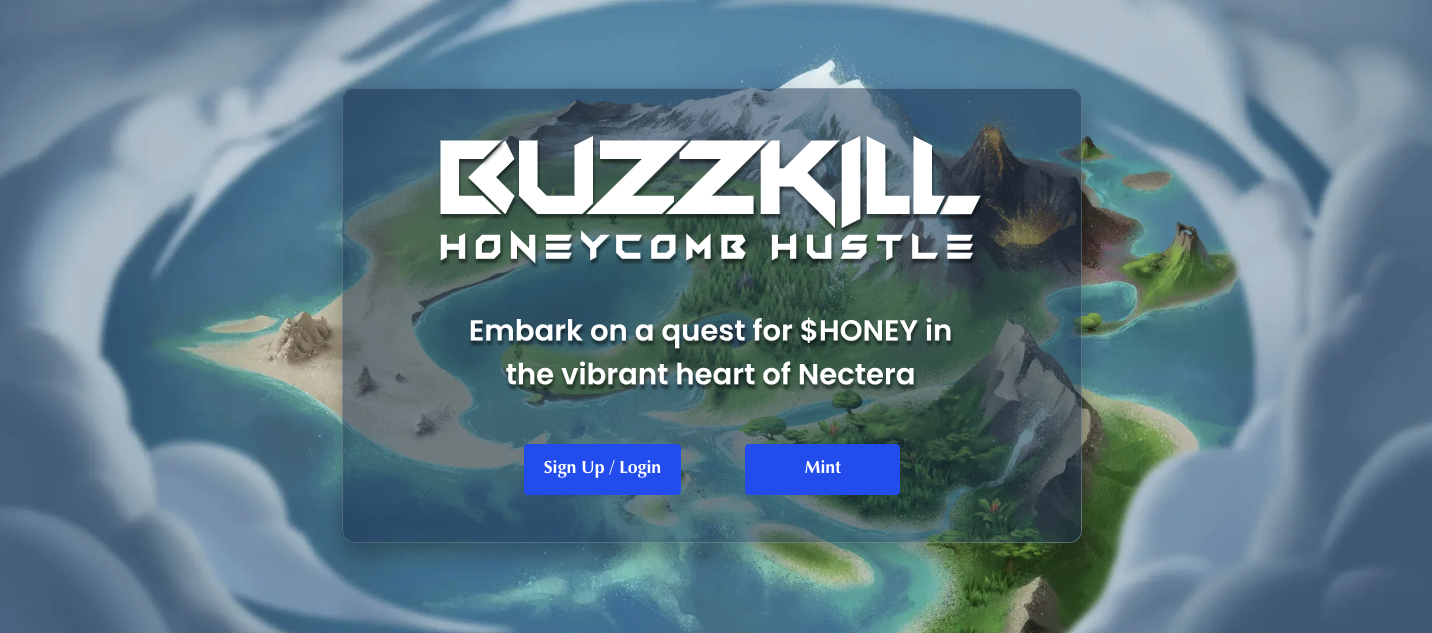 BUZZKILL
HONEYCOMB HUSTLE
Embark on a quest for $HONEY in
the vibrant heart of Nectera
Sign Up / Login
Mint